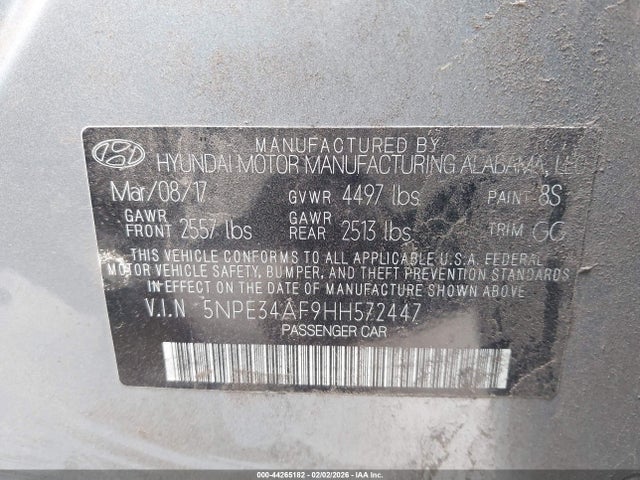 MANUFACTURED BY
HYUNDAI MOTOR MANUFACTURING ALABAMA, LLC
Mar/08/17 GVWR 4497 lbs PAINT 8S
GAWR FRONT 2557 lbs GAWR REAR 2513 lbs TRIM GG
THIS VEHICLE CONFORMS TO ALL APPLICABLE U.S.A. FEDERAL
MOTOR VEHICLE SAFETY, BUMPER, AND THEFT PREVENTION STANDARDS
IN EFFECT ON THE DATE OF MANUFACTURE SHOWN ABOVE.
V.I.N 5NPE34AF9HH572447
PASSENGER CAR
000-44265182 - 02/02/2026 - IAA Inc.